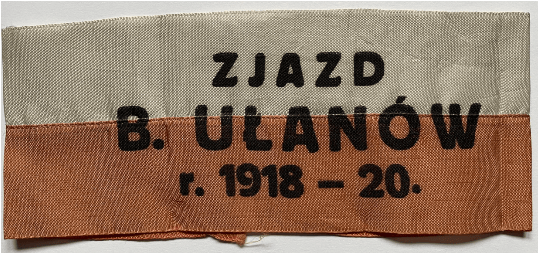 ZJAZD
B. UŁANÓW
r. 1918 – 20.